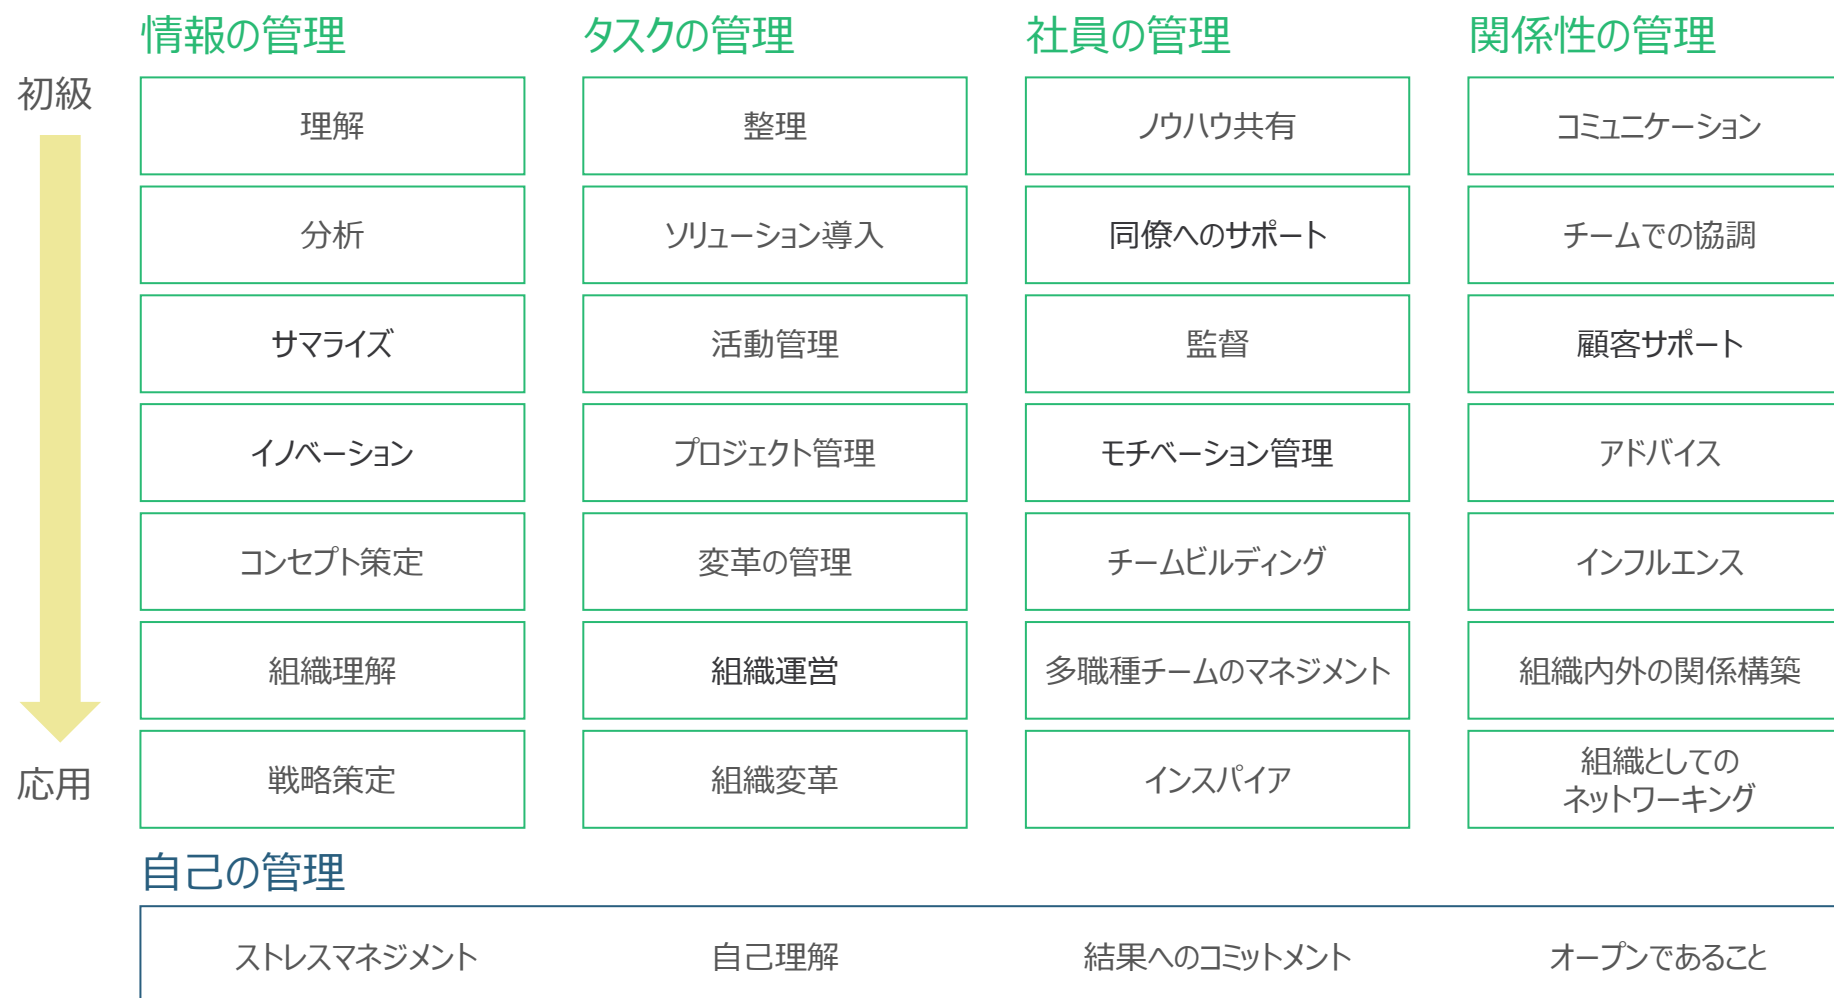 情報の管理
タスクの管理
社員の管理
関係性の管理
初級
理解
整理
ノウハウ共有
コミュニケーション
分析
ソリューション導入
同僚へのサポート
チームでの協調
サマライズ
活動管理
監督
顧客サポート
イノベーション
プロジェクト管理
モチベーション管理
アドバイス
コンセプト策定
変革の管理
チームビルディング
インフルエンス
組織理解
組織運営
多職種チームのマネジメント
組織内外の関係構築
応用
戦略策定
組織変革
インスパイア
組織としての
ネットワーキング
自己の管理
ストレスマネジメント
自己理解
結果へのコミットメント
オープンであること